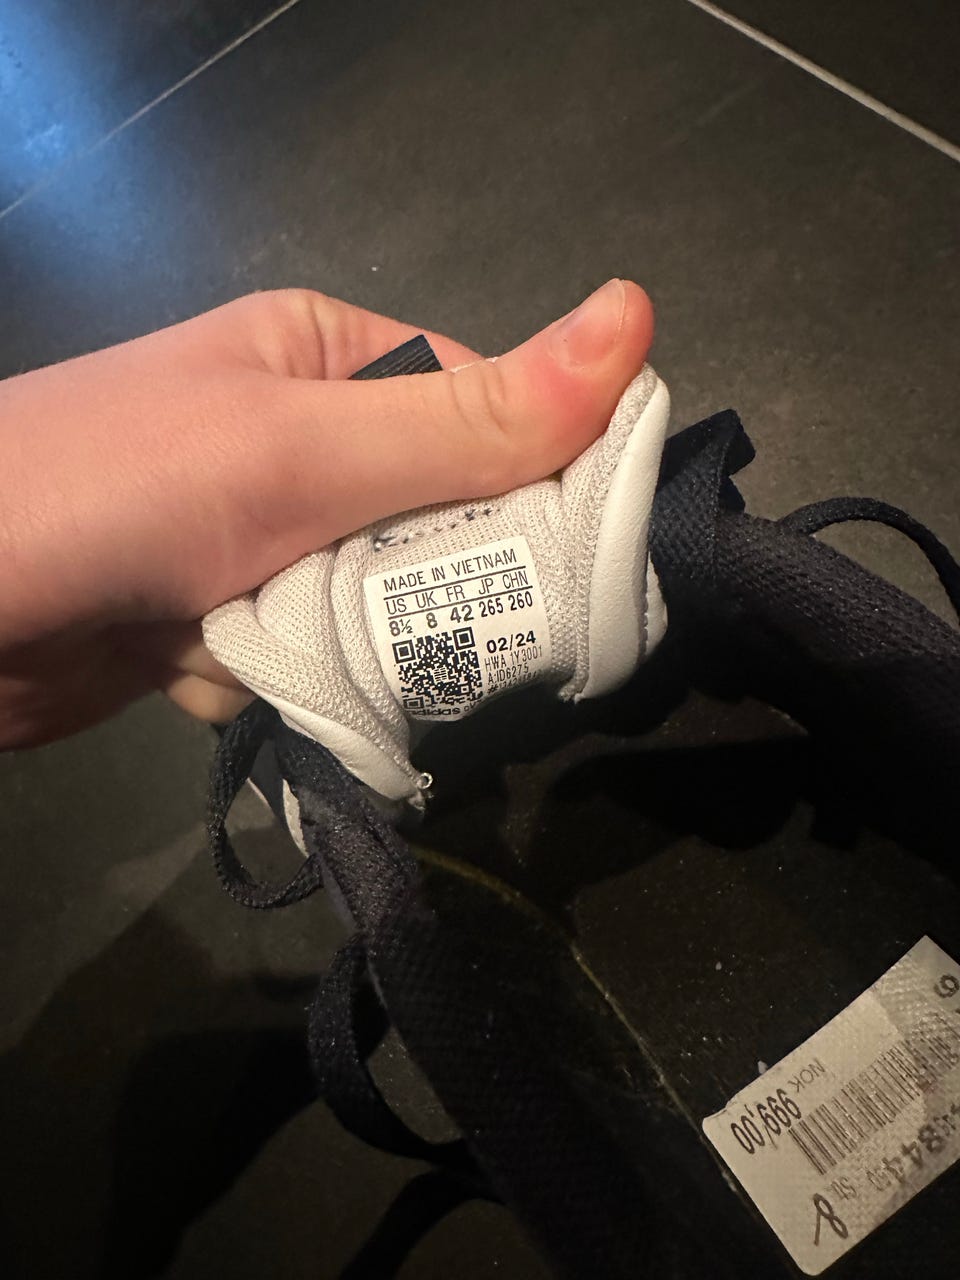 MADE IN VIETNAM
US UK FR JP CHN
8½ 8 42 265 260
02/24
HWA 1Y3001
A:ID6275
adidas
NOK
999,00
8